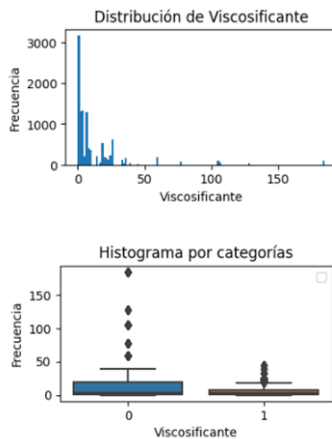 Distribución de Viscosificante
3000
2000
1000
0
Frecuencia
0 50 100 150
Viscosificante
Histograma por categorías
150
100
50
0
Frecuencia
0 1
Viscosificante